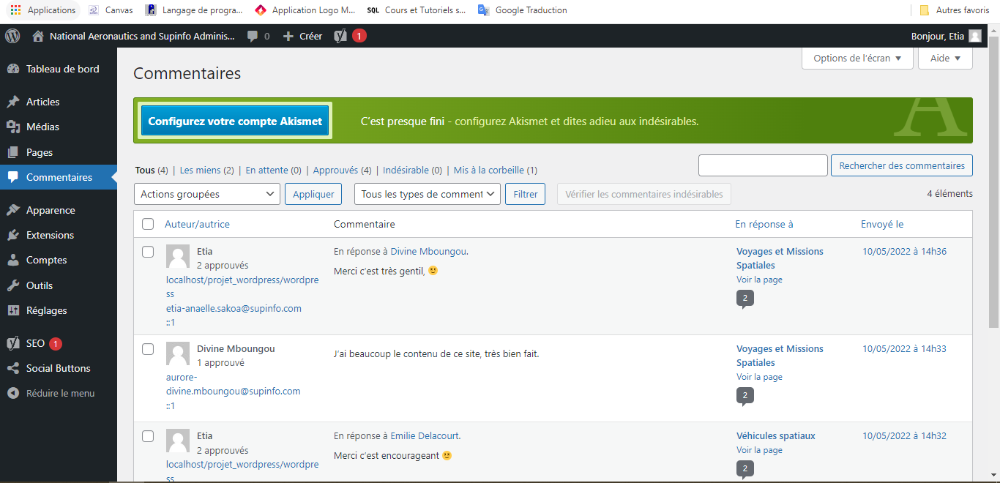 Applications Canvas Langage de progra... Application Logo M... SQL Cours et Tutoriels s... Google Traduction Autres favoris
National Aeronautics and Supinfo Adminis... 0 Créer 1 Bonjour, Etia
Options de l'écran Aide
Tableau de bord
Articles
Médias
Pages
Commentaires
Apparence
Extensions
Comptes
Outils
Réglages
SEO 1
Social Buttons
Réduire le menu
Commentaires
Configurez votre compte Akismet C'est presque fini - configurez Akismet et dites adieu aux indésirables. A
Tous (4) | Les miens (2) | En attente (0) | Approuvés (4) | Indésirable (0) | Mis à la corbeille (1)
Rechercher des commentaires
Actions groupées Appliquer Tous les types de comment Filtrer Vérifier les commentaires indésirables 4 éléments
Auteur/autrice Commentaire En réponse à Envoyé le
Etia
2 approuvés
localhost/projet_wordpress/wordpre
ss
etia-anaelle.sakoa@supinfo.com
::1
En réponse à Divine Mboungou.
Merci c'est très gentil, 🙂
Voyages et Missions
Spatiales
Voir la page
2
10/05/2022 à 14h36
Divine Mboungou
1 approuvé
aurore-
divine.mboungou@supinfo.com
::1
J'ai beaucoup le contenu de ce site, très bien fait.
Voyages et Missions
Spatiales
Voir la page
2
10/05/2022 à 14h33
Etia
2 approuvés
localhost/projet_wordpress/wordpre
ss
En réponse à Emilie Delacourt.
Merci c'est encourageant 🙂
Véhicules spatiaux
Voir la page
2
10/05/2022 à 14h32